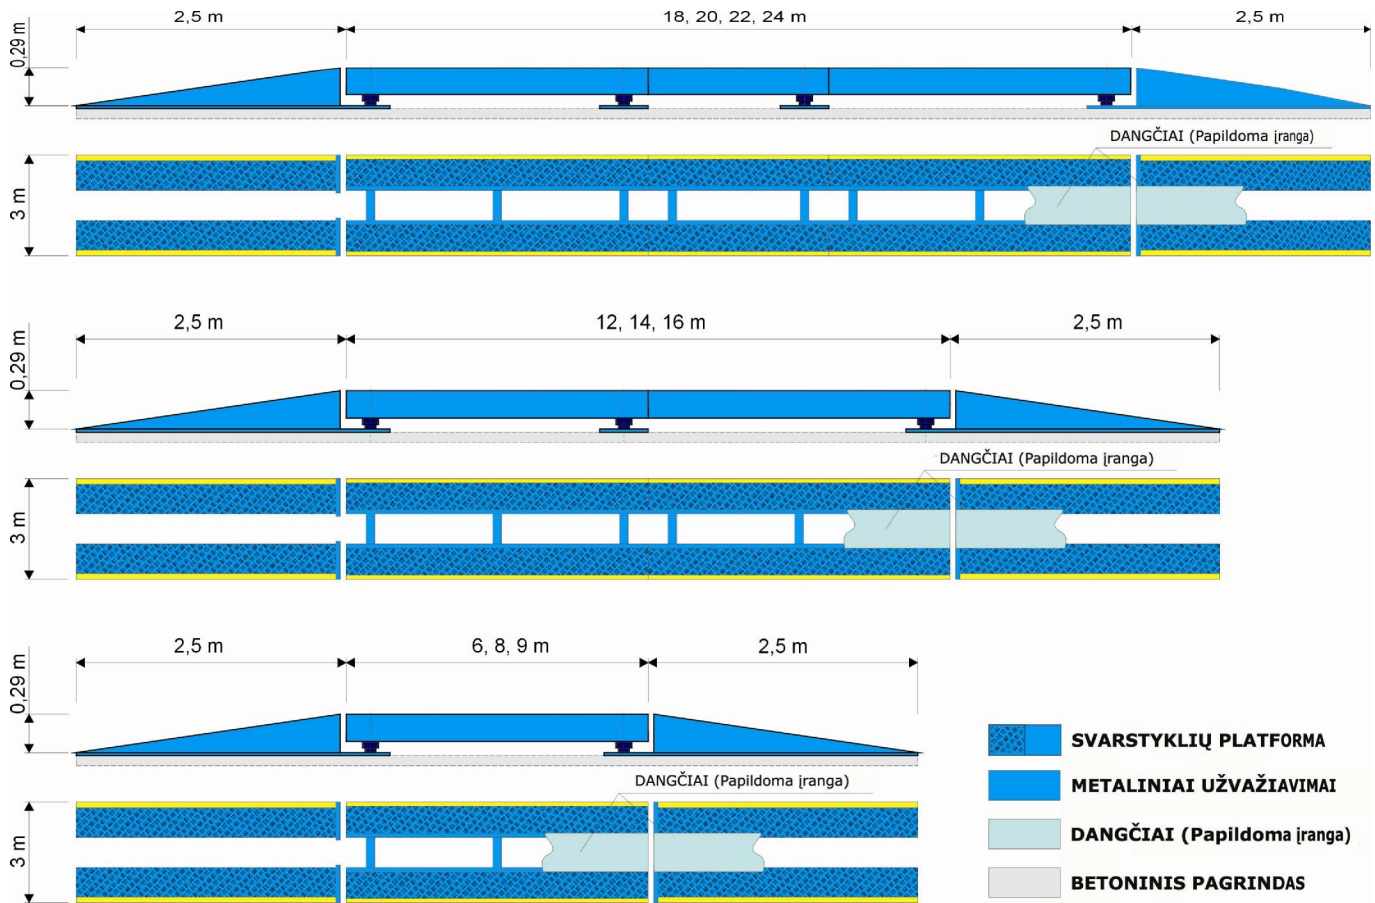 2,5 m
18, 20, 22, 24 m
2,5 m
0,29 m
DANGČIAI (Papildoma įranga)
3 m
2,5 m
12, 14, 16 m
2,5 m
0,29 m
DANGČIAI (Papildoma įranga)
3 m
2,5 m
6, 8, 9 m
2,5 m
0,29 m
DANGČIAI (Papildoma įranga)
3 m
SVARSTYKLIŲ PLATFORMA
METALINIAI UŽVAŽIAVIMAI
DANGČIAI (Papildoma įranga)
BETONINIS PAGRINDAS